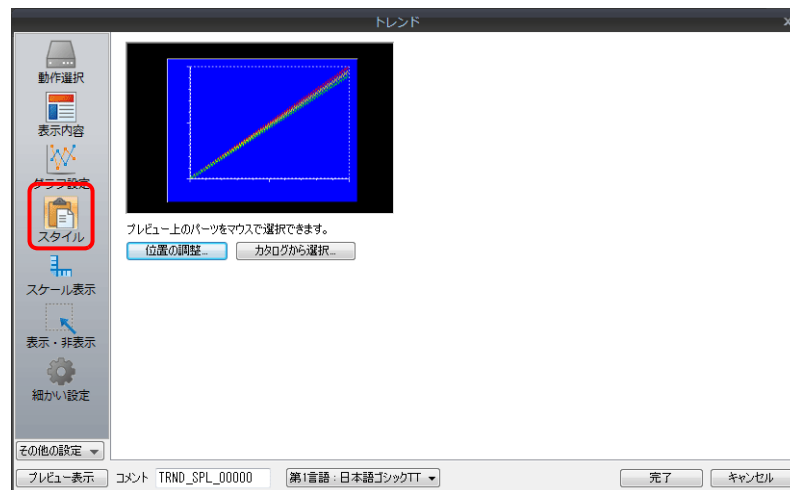 トレンド
動作選択
表示内容
グラフ設定
スタイル
スケール表示
表示・非表示
細かい設定
その他の設定
プレビュー上のパーツをマウスで選択できます。
位置の調整...
カタログから選択...
プレビュー表示
コメント
TRND_SPL_00000
第1言語:日本語ゴシックTT
完了
キャンセル